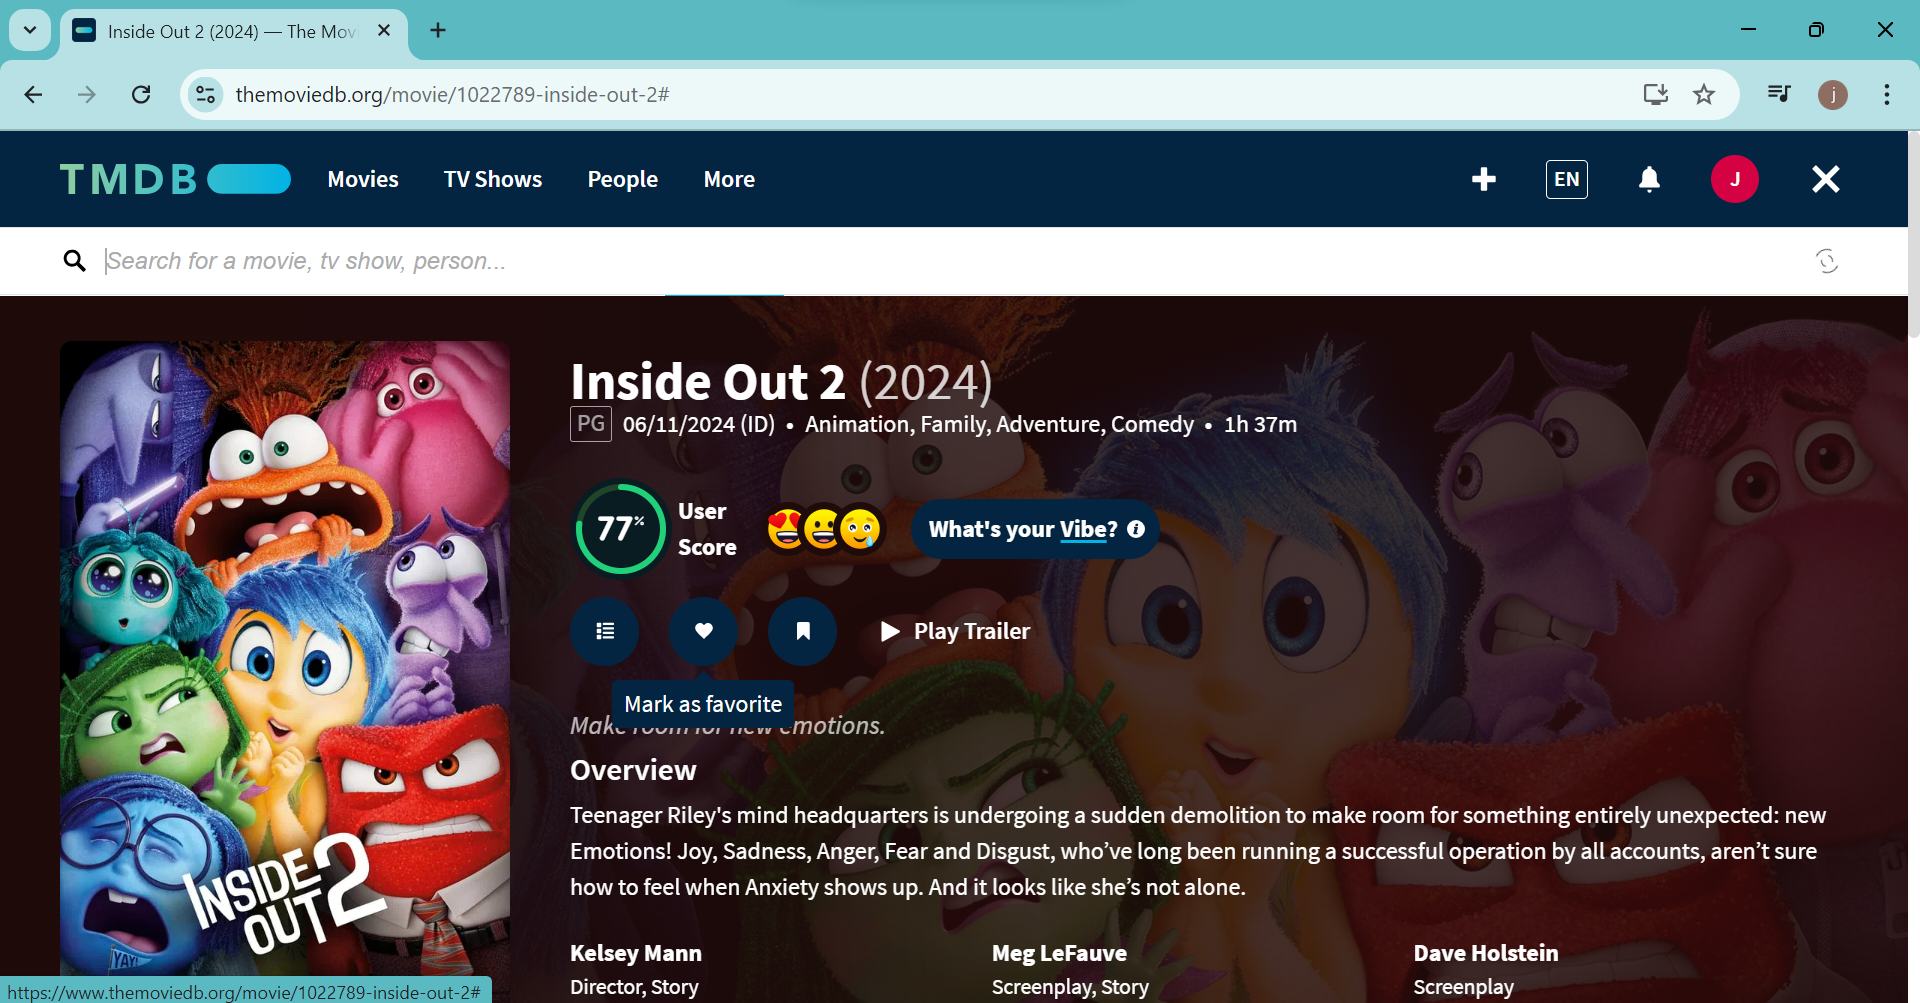 Inside Out 2 (2024) — The Mov
themoviedb.org/movie/1022789-inside-out-2#
j
TMDB Movies TV Shows People More EN J
Search for a movie, tv show, person...
Inside Out 2 (2024)
PG 06/11/2024 (ID) • Animation, Family, Adventure, Comedy • 1h 37m
77% User Score What's your Vibe?
Play Trailer
Mark as favorite
Make room for new emotions.
Overview
Teenager Riley's mind headquarters is undergoing a sudden demolition to make room for something entirely unexpected: new
Emotions! Joy, Sadness, Anger, Fear and Disgust, who’ve long been running a successful operation by all accounts, aren’t sure
how to feel when Anxiety shows up. And it looks like she’s not alone.
Kelsey Mann Meg LeFauve Dave Holstein
Director, Story Screenplay, Story Screenplay
INSIDE
OUT 2
YAY!
https://www.themoviedb.org/movie/1022789-inside-out-2#